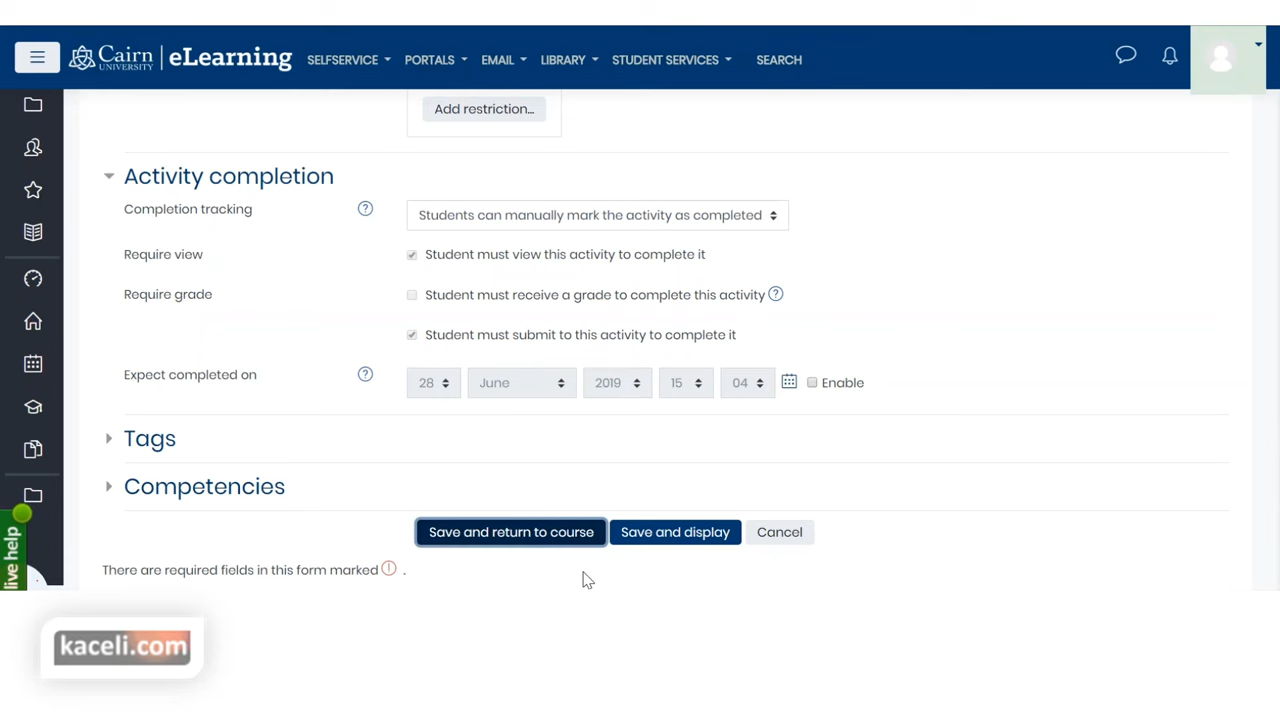 Cairn UNIVERSITY | eLearning SELFSERVICE PORTALS EMAIL LIBRARY STUDENT SERVICES SEARCH
Add restriction...
Activity completion
Completion tracking ? Students can manually mark the activity as completed
Require view Student must view this activity to complete it
Require grade Student must receive a grade to complete this activity ?
Student must submit to this activity to complete it
Expect completed on ? 28 June 2019 15 04 Enable
Tags
Competencies
Save and return to course Save and display Cancel
There are required fields in this form marked ! .
live help
kaceli.com